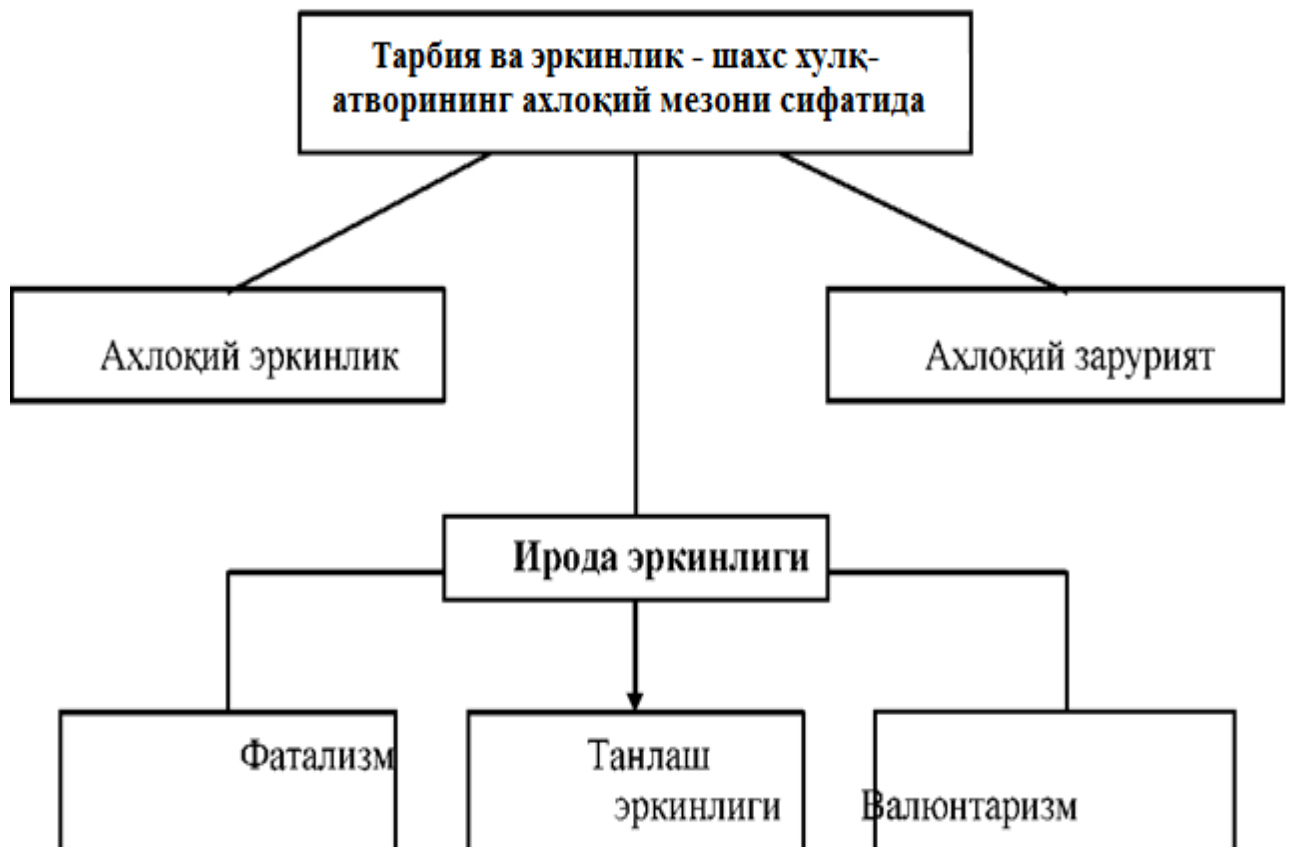 Тарбия ва эркинлик - шахс хулқ-
атворининг ахлоқий мезони сифатида
Ахлоқий эркинлик
Ахлоқий зарурият
Ирода эркинлиги
Фатализм
Танлаш
эркинлиги
Валюнтаризм